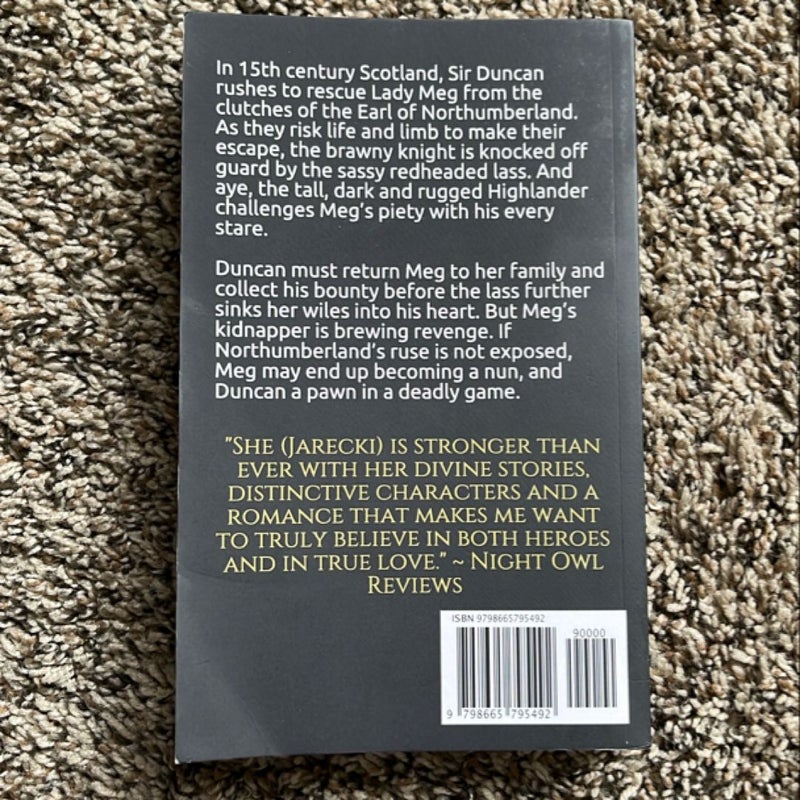 In 15th century Scotland, Sir Duncan
rushes to rescue Lady Meg from the
clutches of the Earl of Northumberland.
As they risk life and limb to make their
escape, the brawny knight is knocked off
guard by the sassy redheaded lass. And
aye, the tall, dark and rugged Highlander
challenges Meg's piety with his every
stare.
Duncan must return Meg to her family and
collect his bounty before the lass further
sinks her wiles into his heart. But Meg's
kidnapper is brewing revenge. If
Northumberland's ruse is not exposed,
Meg may end up becoming a nun, and
Duncan a pawn in a deadly game.
"She (Jarecki) is stronger than
ever with her divine stories,
distinctive characters and a
romance that makes me want
to truly believe in both heroes
and in true love." ~ Night Owl
Reviews
ISBN 9798665795492
90000
9 798665 795492